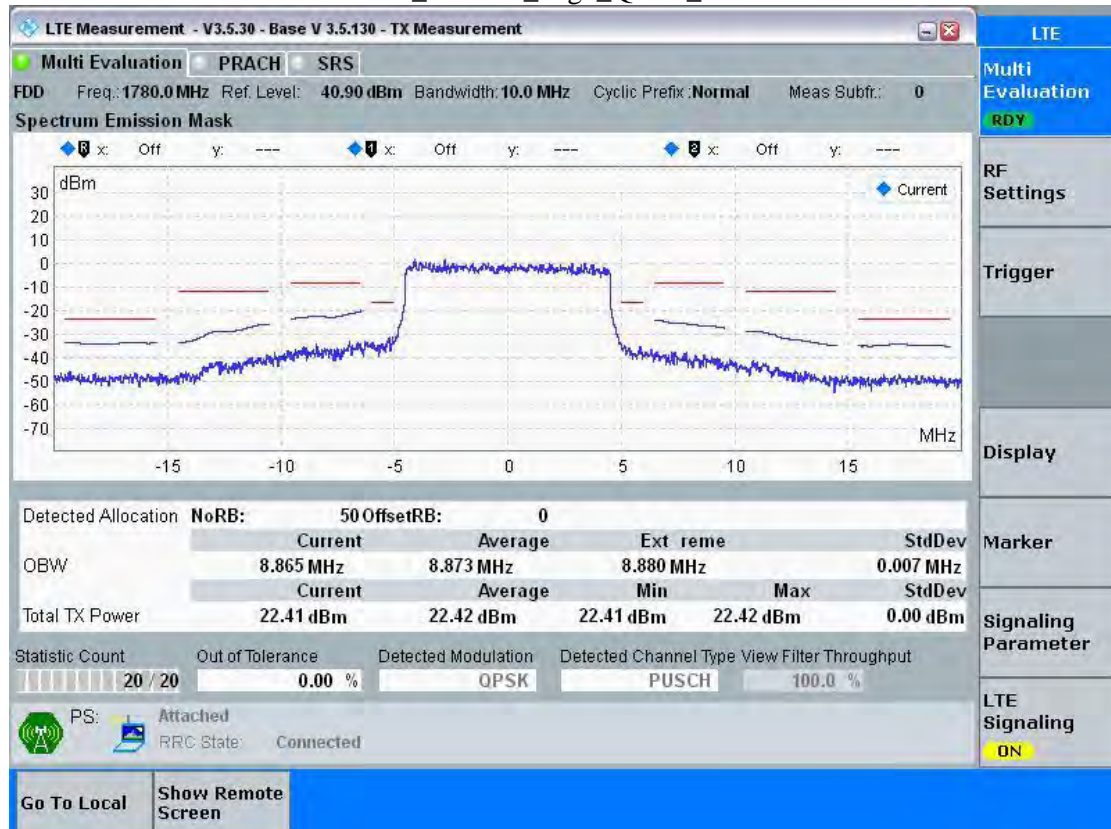 LTE Measurement - V3.5.30 - Base V 3.5.130 - TX Measurement
LTE
Multi Evaluation PRACH SRS
Multi Evaluation
RDY
FDD Freq.: 1780.0 MHz Ref. Level: 40.90 dBm Bandwidth: 10.0 MHz Cyclic Prefix : Normal Meas Subfr.: 0
Spectrum Emission Mask
R x: Off y: --- 1 x: Off y: --- 2 x: Off y: ---
dBm
Current
30
20
10
0
-10
-20
-30
-40
-50
-60
-70
MHz
-15 -10 -5 0 5 10 15
RF Settings
Trigger
Display
Marker
Signaling Parameter
LTE Signaling
ON
Detected Allocation NoRB: 50 OffsetRB: 0
Current Average Ext reme StdDev
OBW 8.865 MHz 8.873 MHz 8.880 MHz 0.007 MHz
Current Average Min Max StdDev
Total TX Power 22.41 dBm 22.42 dBm 22.41 dBm 22.42 dBm 0.00 dBm
Statistic Count Out of Tolerance Detected Modulation Detected Channel Type View Filter Throughput
20 / 20 0.00 % QPSK PUSCH 100.0 %
PS: Attached
RRC State: Connected
Go To Local Show Remote Screen